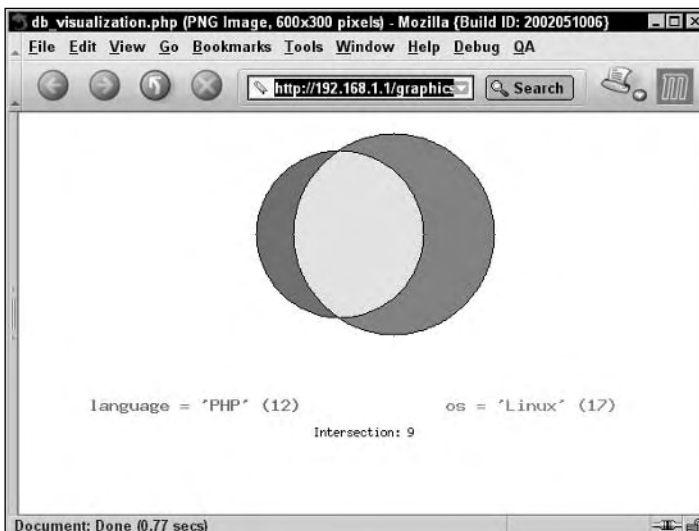 db_visualization.php (PNG Image, 600x300 pixels) - Mozilla {Build ID: 2002051006}
File Edit View Go Bookmarks Tools Window Help Debug QA
http://192.168.1.1/graphics Search
language = 'PHP' (12) os = 'Linux' (17)
Intersection: 9
Document: Done (0.77 secs)